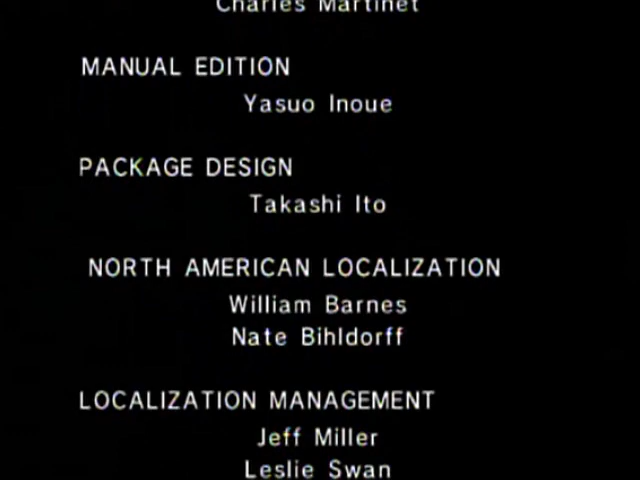 Charles Martinet
MANUAL EDITION
Yasuo Inoue
PACKAGE DESIGN
Takashi Ito
NORTH AMERICAN LOCALIZATION
William Barnes
Nate Bihldorff
LOCALIZATION MANAGEMENT
Jeff Miller
Leslie Swan